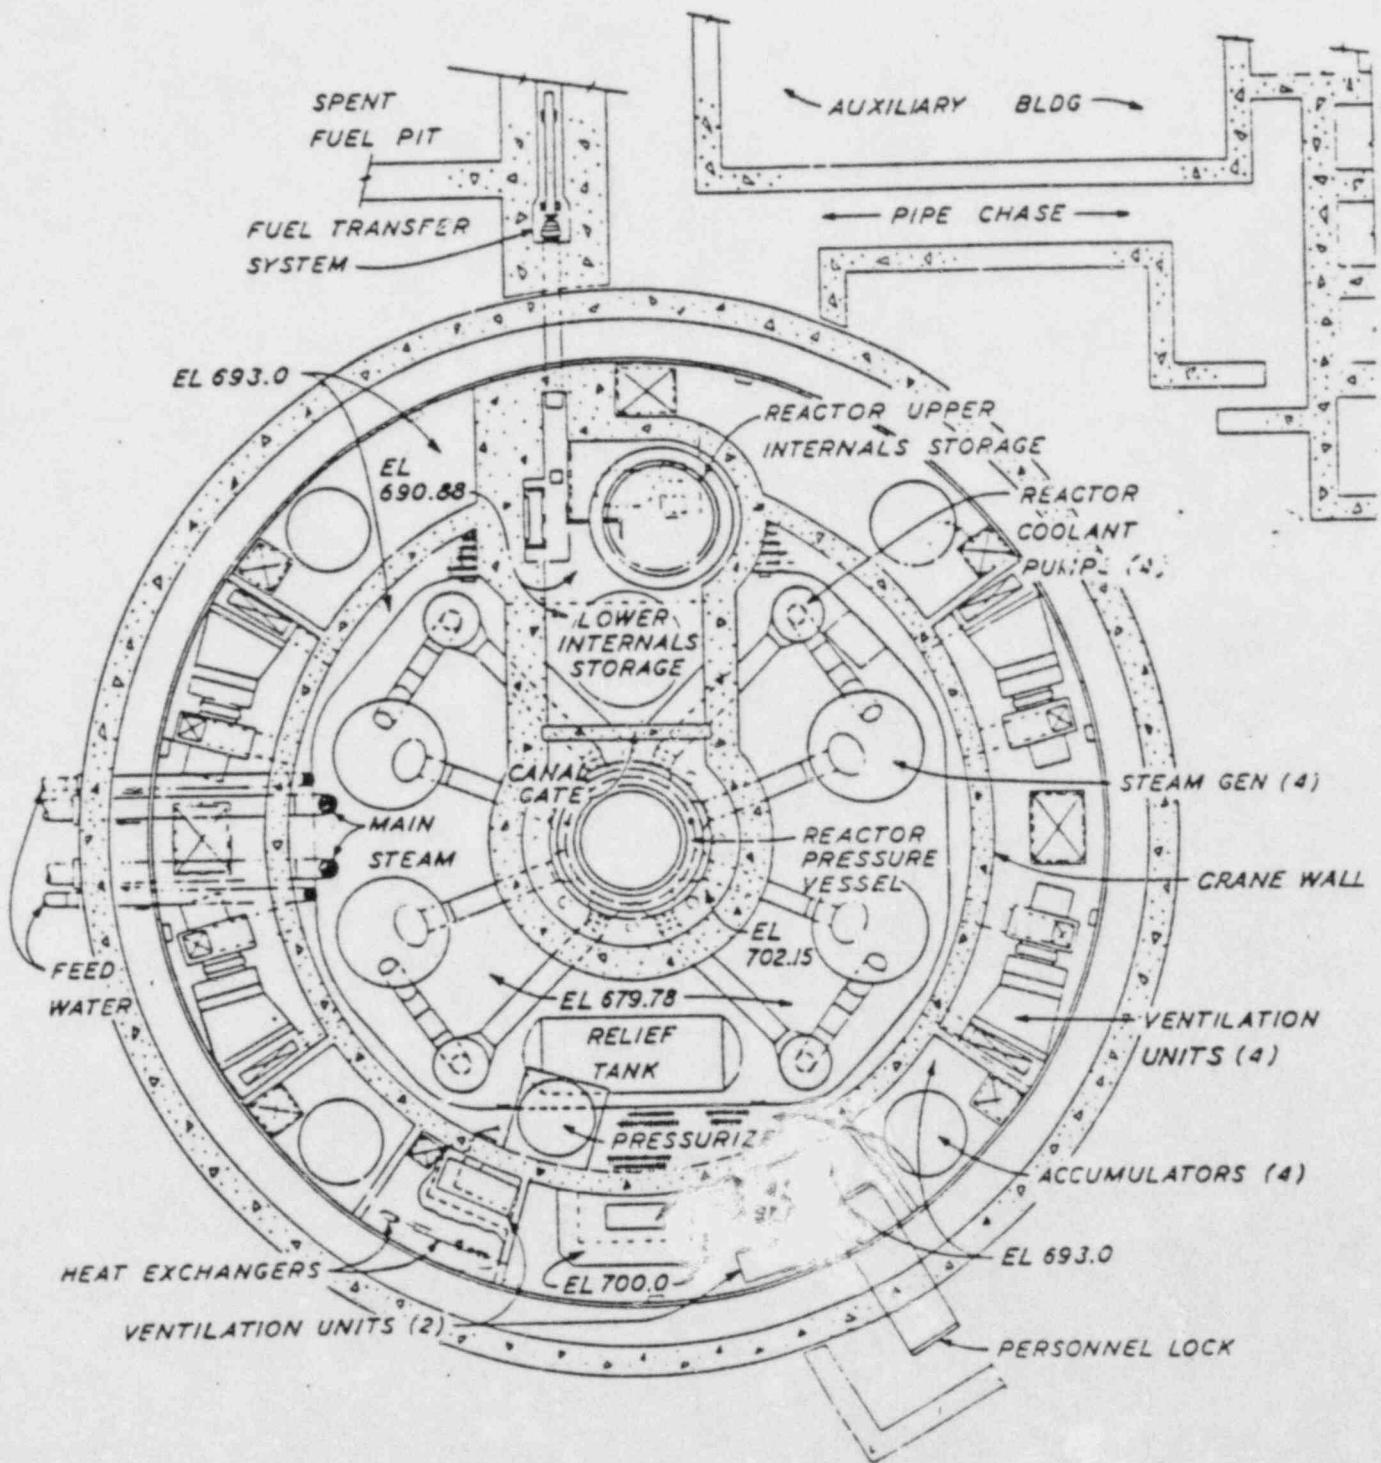 SPENT
FUEL PIT
AUXILIARY BLDG
PIPE CHASE
FUEL TRANSFER
SYSTEM
EL 693.0
REACTOR UPPER
INTERNALS STORAGE
EL
690.88
REACTOR
COOLANT
LOWER
INTERNALS
STORAGE
CANAL
GATE
STEAM GEN (4)
MAIN
STEAM
REACTOR
PRESSURE
VESSEL
CRANE WALL
EL
702.15
FEED
WATER
EL 679.78
RELIEF
TANK
VENTILATION
UNITS (4)
PRESSURIZE
ACCUMULATORS (4)
HEAT EXCHANGERS
EL 700.0
EL 693.0
VENTILATION UNITS (2)
PERSONNEL LOCK